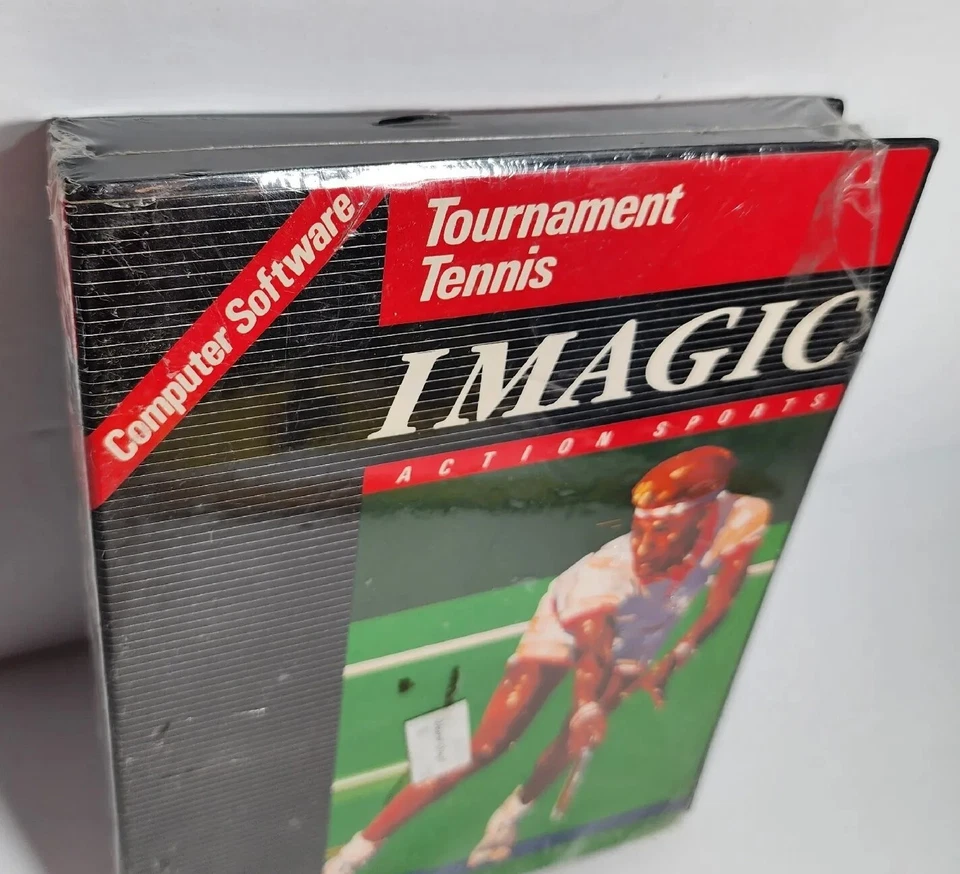 Computer Software
Tournament
Tennis
IMAGIC
ACTION SPORTS